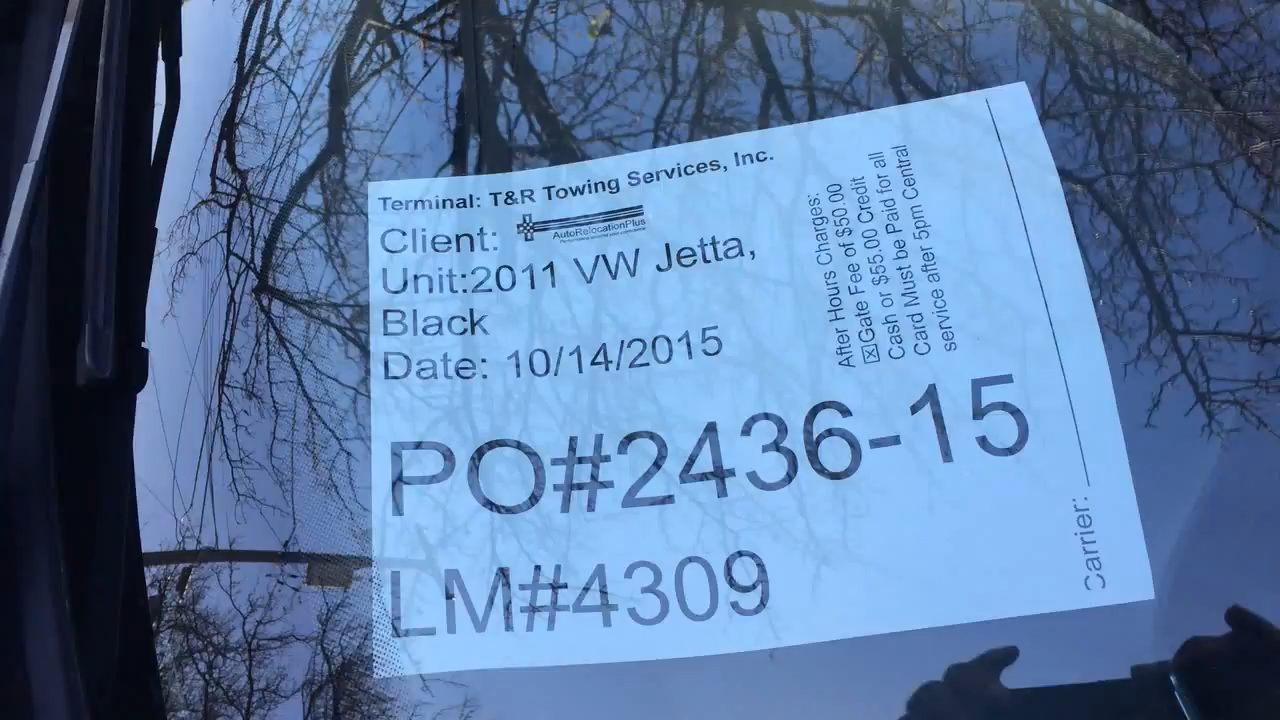 Terminal: T&R Towing Services, Inc.
Client: AutoRelocationPlus
Unit:2011 VW Jetta,
Black
Date: 10/14/2015
PO#2436-15
LM#4309
After Hours Charges:
☒Gate Fee of $50.00
Cash or $55.00 Credit
Card Must be Paid for all
service after 5pm Central
Carrier: